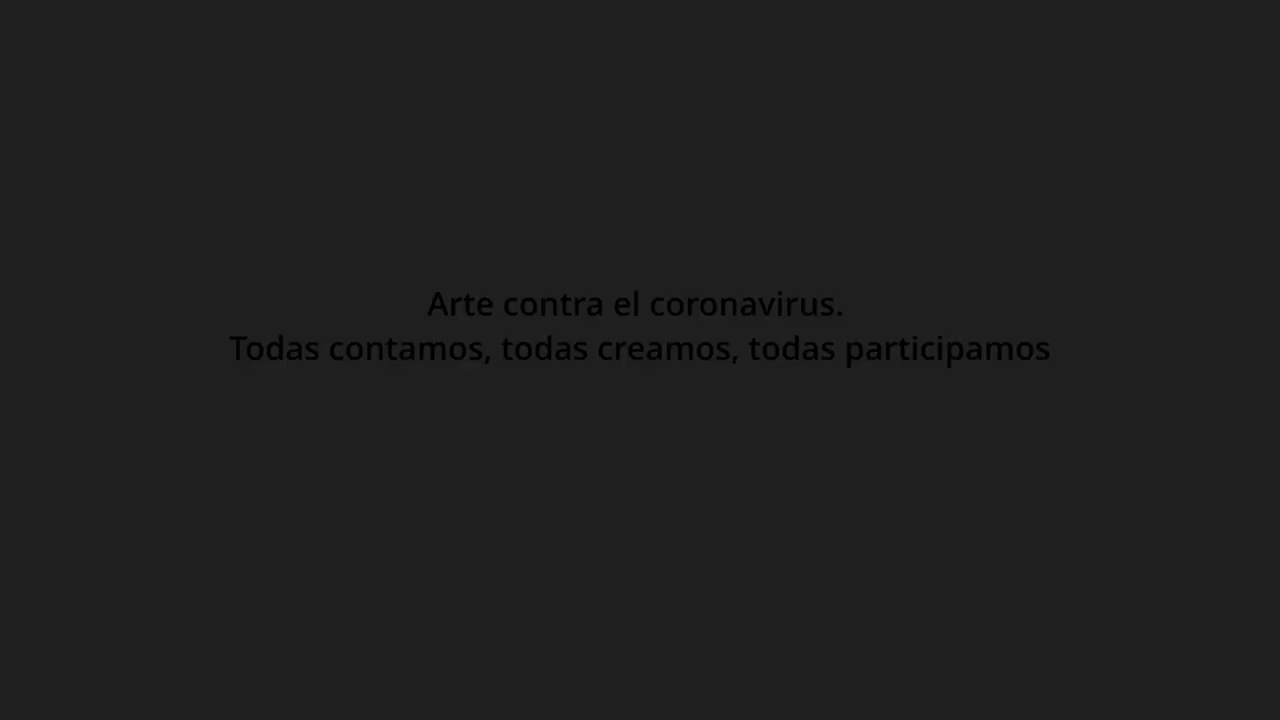 Arte contra el coronavirus.
Todas contamos, todas creamos, todas participamos